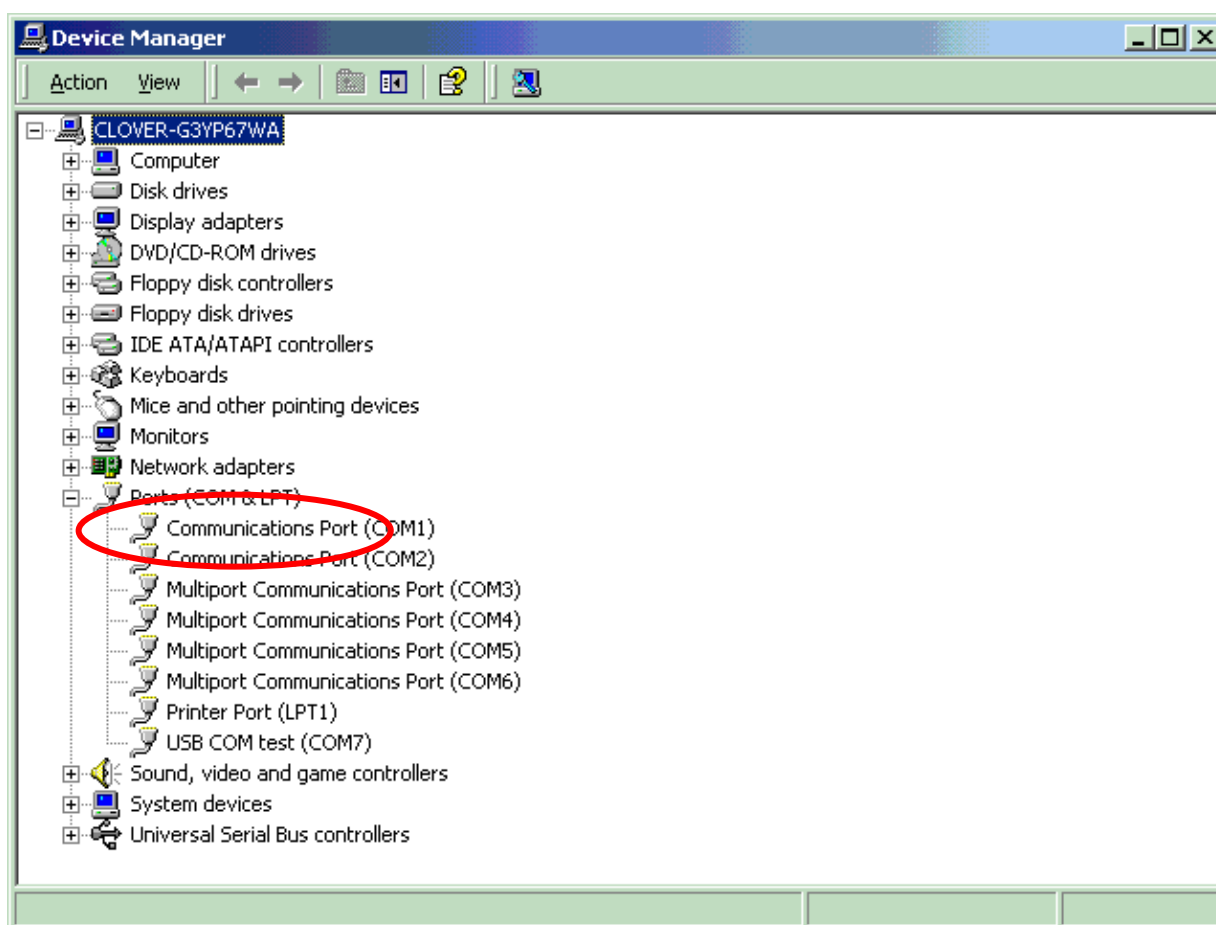 Device Manager
Action View
CLOVER-G3YP67WA
Computer
Disk drives
Display adapters
DVD/CD-ROM drives
Floppy disk controllers
Floppy disk drives
IDE ATA/ATAPI controllers
Keyboards
Mice and other pointing devices
Monitors
Network adapters
Ports (COM & LPT)
Communications Port (COM1)
Communications Port (COM2)
Multiport Communications Port (COM3)
Multiport Communications Port (COM4)
Multiport Communications Port (COM5)
Multiport Communications Port (COM6)
Printer Port (LPT1)
USB COM test (COM7)
Sound, video and game controllers
System devices
Universal Serial Bus controllers